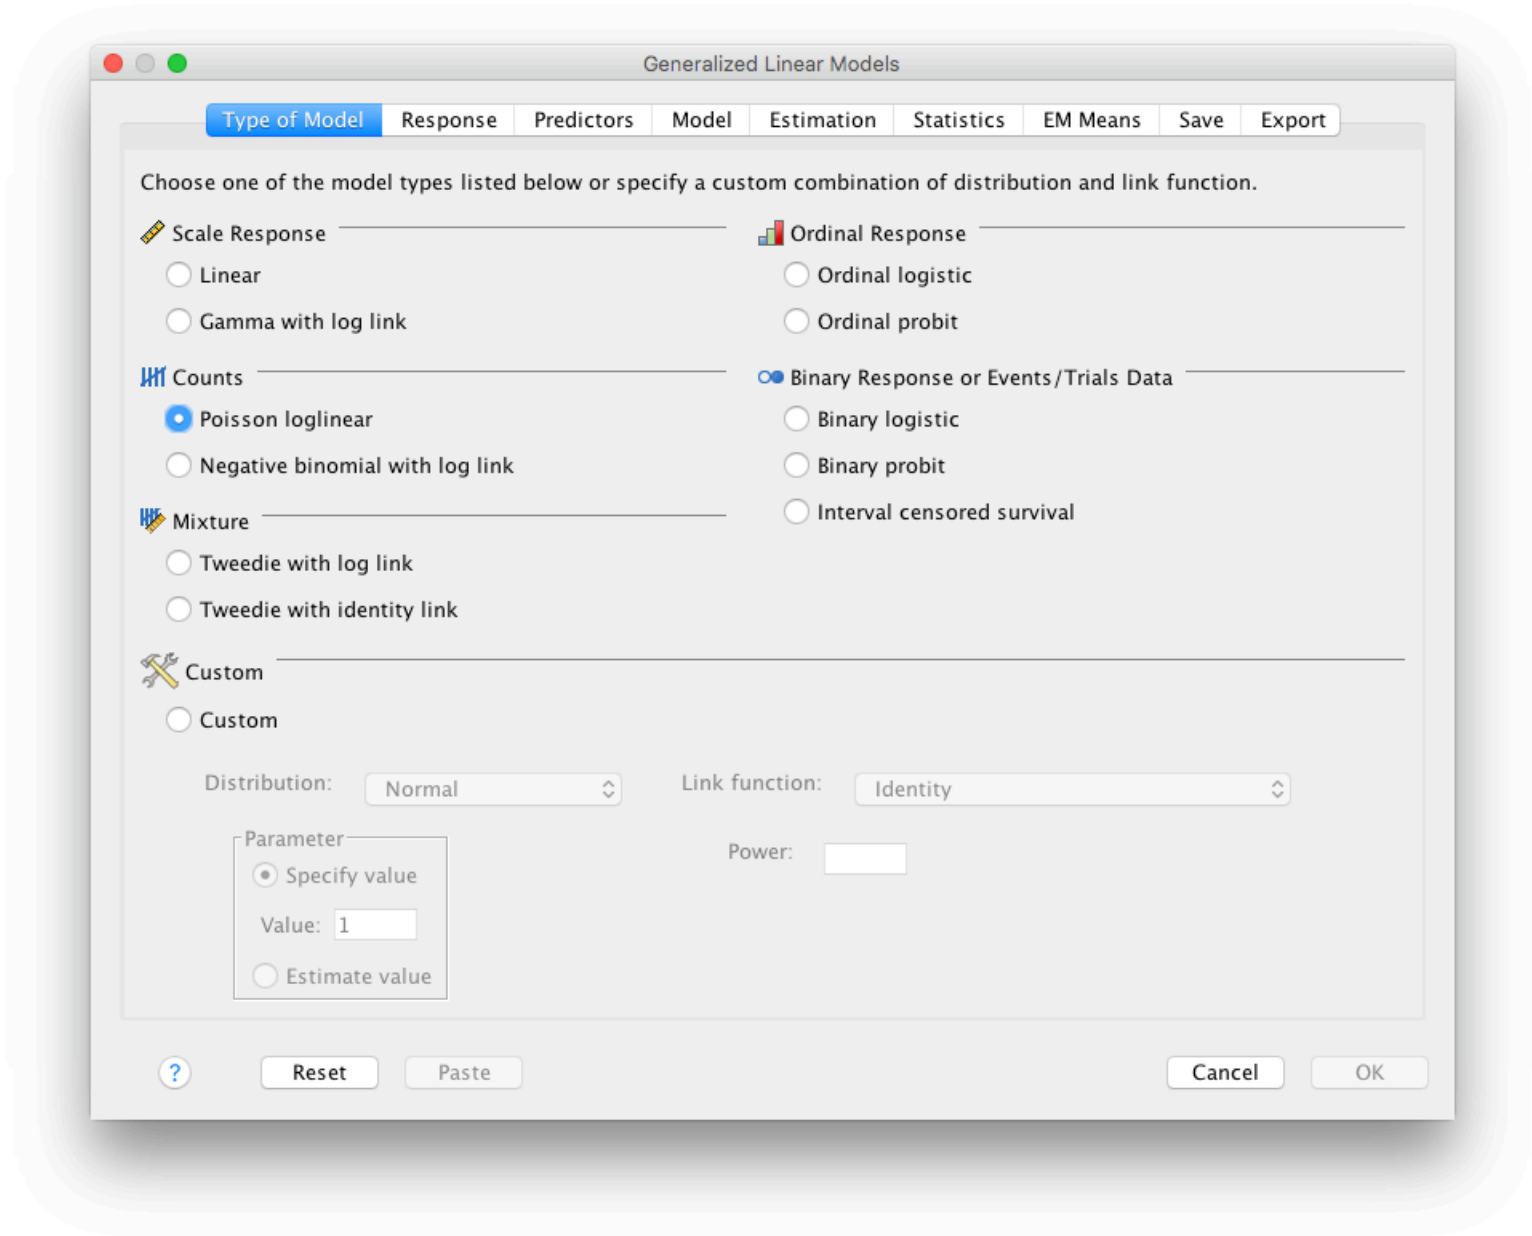 Generalized Linear Models
Type of Model Response Predictors Model Estimation Statistics EM Means Save Export
Choose one of the model types listed below or specify a custom combination of distribution and link function.
Scale Response
Linear
Gamma with log link
Counts
Poisson loglinear
Negative binomial with log link
Mixture
Tweedie with log link
Tweedie with identity link
Ordinal Response
Ordinal logistic
Ordinal probit
Binary Response or Events/Trials Data
Binary logistic
Binary probit
Interval censored survival
Custom
Custom
Distribution: Normal Link function: Identity
Parameter
Specify value
Value: 1
Estimate value
Power:
? Reset Paste Cancel OK